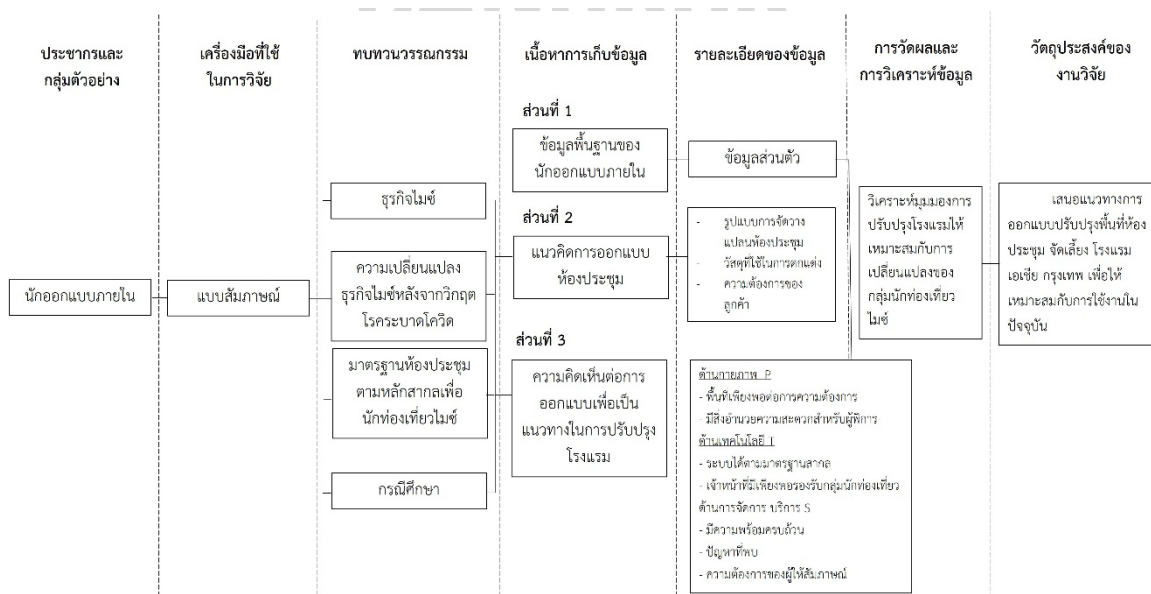 ประชากรและ
กลุ่มตัวอย่าง
เครื่องมือที่ใช้
ในการวิจัย
ทบทวนวรรณกรรม
เนื้อหาการเก็บข้อมูล
รายละเอียดของข้อมูล
การวัดผลและ
การวิเคราะห์ข้อมูล
วัตถุประสงค์ของ
งานวิจัย
นักออกแบบภายใน
แบบสัมภาษณ์
ธุรกิจไมซ์
ความเปลี่ยนแปลง
ธุรกิจไมซ์หลังจากวิกฤต
โรคระบาดโควิด
มาตรฐานห้องประชุม
ตามหลักสากลเพื่อ
นักท่องเที่ยวไมซ์
กรณีศึกษา
ส่วนที่ 1
ข้อมูลพื้นฐานของ
นักออกแบบภายใน
ส่วนที่ 2
แนวคิดการออกแบบ
ห้องประชุม
ส่วนที่ 3
ความคิดเห็นต่อการ
ออกแบบเพื่อเป็น
แนวทางในการปรับปรุง
โรงแรม
ข้อมูลส่วนตัว
- รูปแบบการจัดวาง
แปลนห้องประชุม
- วัสดุที่ใช้ในการตกแต่ง
- ความต้องการของ
ลูกค้า
ด้านกายภาพ P
- พื้นที่เพียงพอต่อการความต้องการ
- มีสิ่งอำนวยความสะดวกสำหรับผู้พิการ
ด้านเทคโนโลยี T
- ระบบได้ตามมาตรฐานสากล
- เจ้าหน้าที่มีเพียงพอรองรับกลุ่มนักท่องเที่ยว
ด้านการจัดการ บริการ S
- มีความพร้อมครบถ้วน
- ปัญหาที่พบ
- ความต้องการของผู้ให้สัมภาษณ์
วิเคราะห์มุมมองการ
ปรับปรุงโรงแรมให้
เหมาะสมกับการ
เปลี่ยนแปลงของ
กลุ่มนักท่องเที่ยว
ไมซ์
เสนอแนวทางการ
ออกแบบปรับปรุงพื้นที่ห้อง
ประชุม จัดเลี้ยง โรงแรม
เอเชีย กรุงเทพ เพื่อให้
เหมาะสมกับการใช้งานใน
ปัจจุบัน